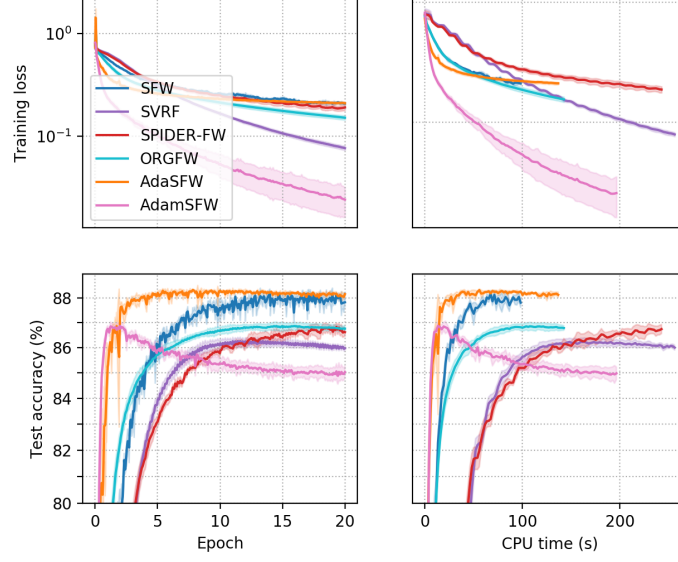 10⁰
10⁻¹
Training loss
SFW
SVRF
SPIDER-FW
ORGFW
AdaSFW
AdamSFW
88
86
84
82
80
Test accuracy (%)
0 5 10 15 20
Epoch
0 100 200
CPU time (s)